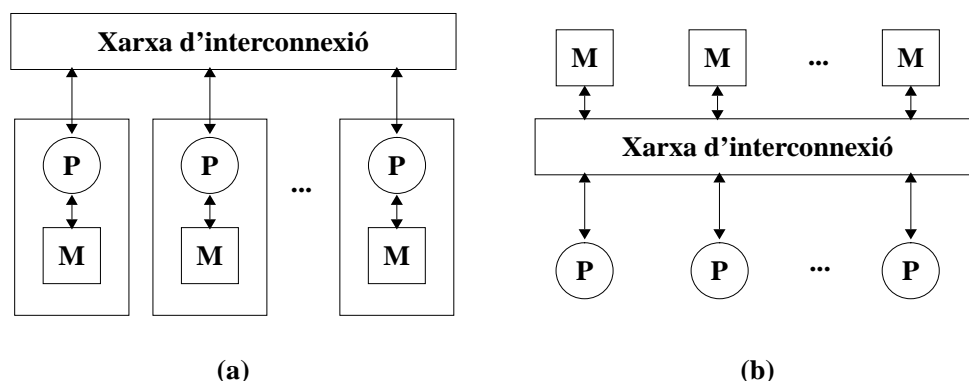 Xarxa d'interconnexió
P P ... P
M M M
(a)
M M ... M
Xarxa d'interconnexió
P P ... P
(b)